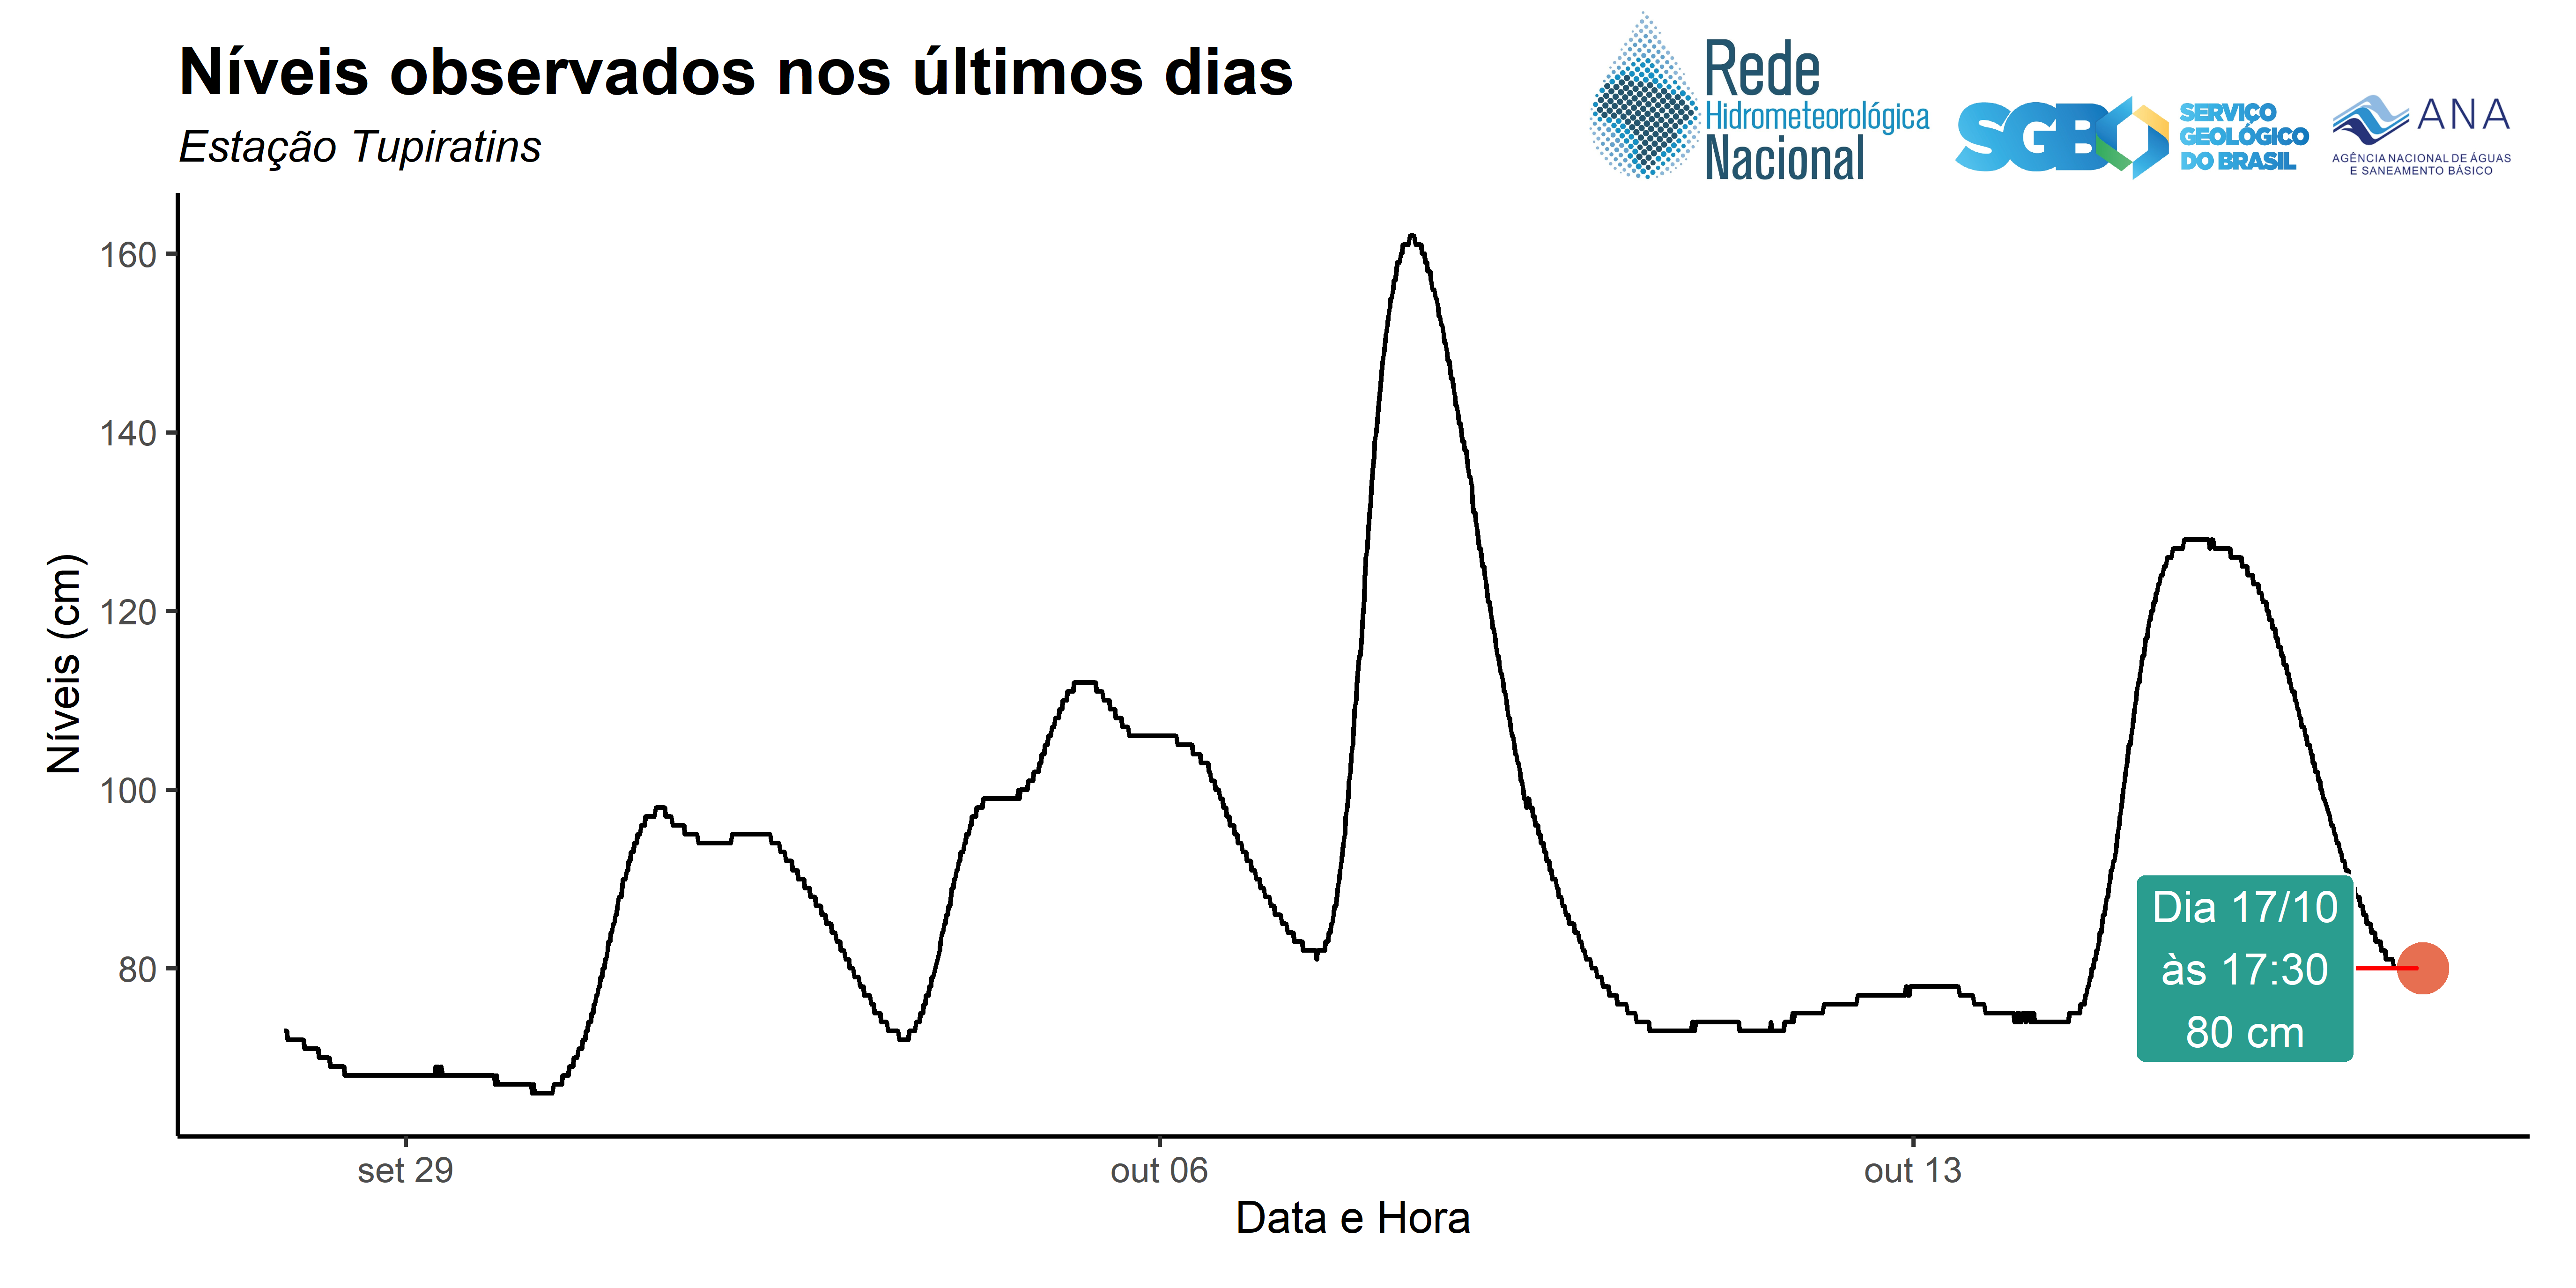 Níveis observados nos últimos dias
Estação Tupiratins
Rede
Hidrometeorológica
Nacional
SGB
SERVIÇO
GEOLÓGICO
DO BRASIL
ANA
AGÊNCIA NACIONAL DE ÁGUAS
E SANEAMENTO BÁSICO
Níveis (cm)
160
140
120
100
80
Dia 17/10
às 17:30
80 cm
set 29
out 06
out 13
Data e Hora